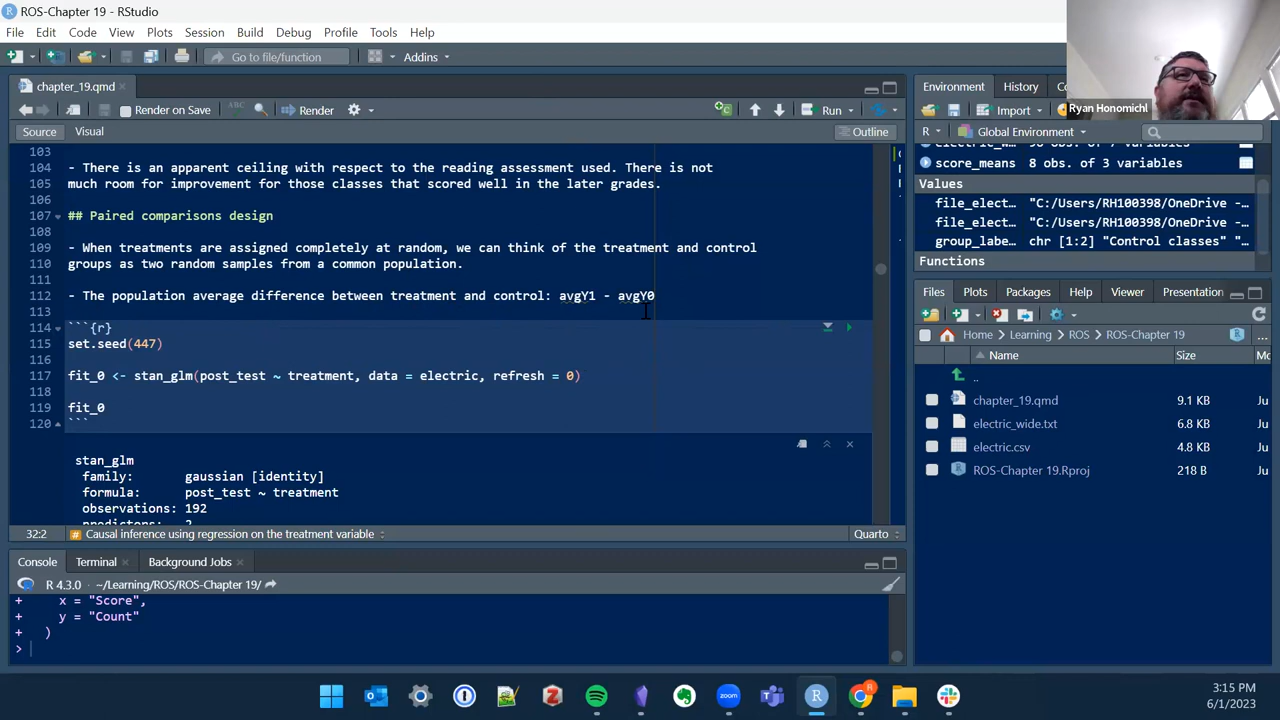 ROS-Chapter 19 - RStudio
File Edit Code View Plots Session Build Debug Profile Tools Help
Go to file/function Addins
chapter_19.qmd
Render on Save ABC Render Run
Source Visual Outline
103
104 - There is an apparent ceiling with respect to the reading assessment used. There is not
105 much room for improvement for those classes that scored well in the later grades.
106
107 ## Paired comparisons design
108
109 - When treatments are assigned completely at random, we can think of the treatment and control
110 groups as two random samples from a common population.
111
112 - The population average difference between treatment and control: avgY1 - avgY0
113
114 ```{r}
115 set.seed(447)
116
117 fit_0 <- stan_glm(post_test ~ treatment, data = electric, refresh = 0)
118
119 fit_0
120 ```
stan_glm
family: gaussian [identity]
formula: post_test ~ treatment
observations: 192
predictors: 2
32:2 # Causal inference using regression on the treatment variable Quarto
Console Terminal Background Jobs
R 4.3.0 · ~/Learning/ROS/ROS-Chapter 19/
+ x = "Score",
+ y = "Count"
+ )
>
Ryan Honomichl
Environment History Co
Import
R Global Environment
score_means 8 obs. of 3 variables
Values
file_elect… "C:/Users/RH100398/OneDrive -…
file_elect… "C:/Users/RH100398/OneDrive -…
group_labe… chr [1:2] "Control classes" "…
Functions
Files Plots Packages Help Viewer Presentation
Home Learning ROS ROS-Chapter 19 ...
Name Size
..
chapter_19.qmd 9.1 KB Ju
electric_wide.txt 6.8 KB Ju
electric.csv 4.8 KB Ju
ROS-Chapter 19.Rproj 218 B Ju
zoom
3:15 PM
6/1/2023